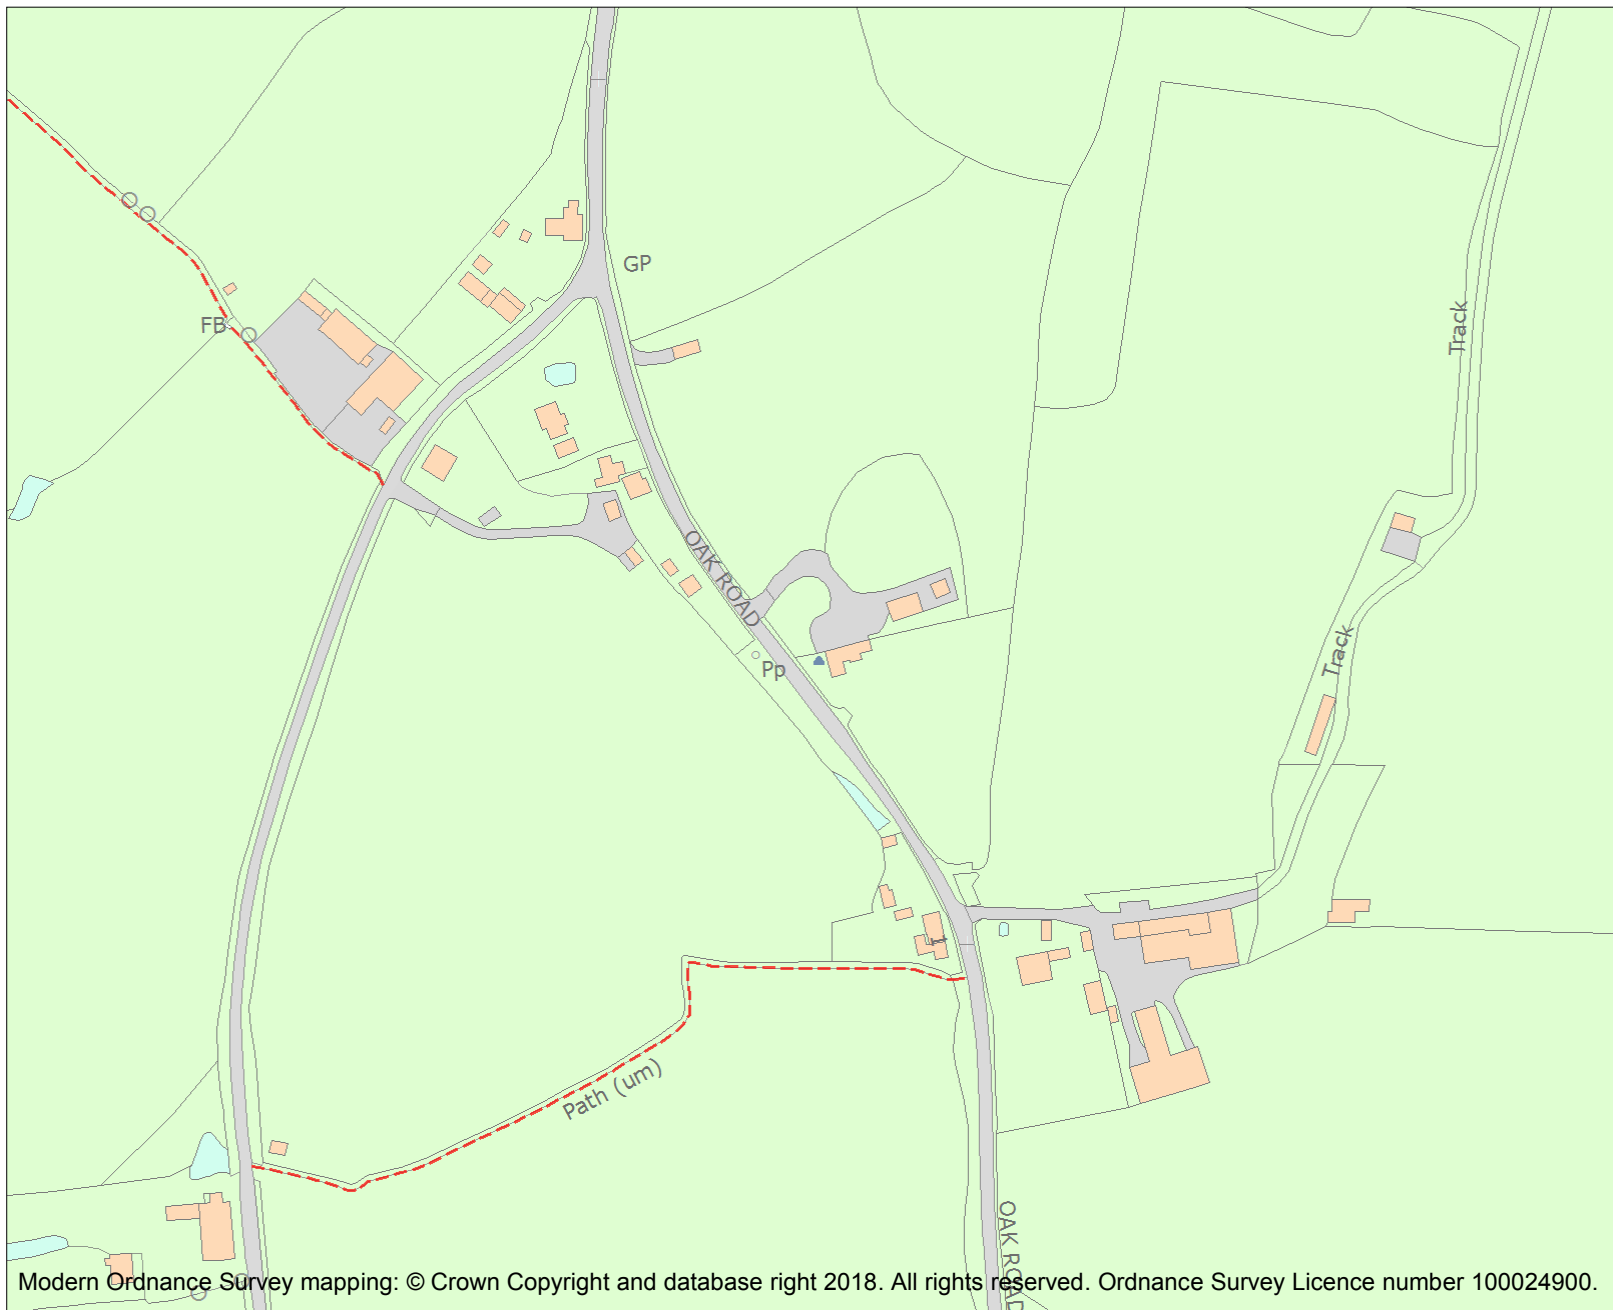 GP
Track
FB
OAK ROAD
Track
Pp
1
Path (um)
OAK ROAD
Modern Ordnance Survey mapping: © Crown Copyright and database right 2018. All rights reserved. Ordnance Survey Licence number 100024900.